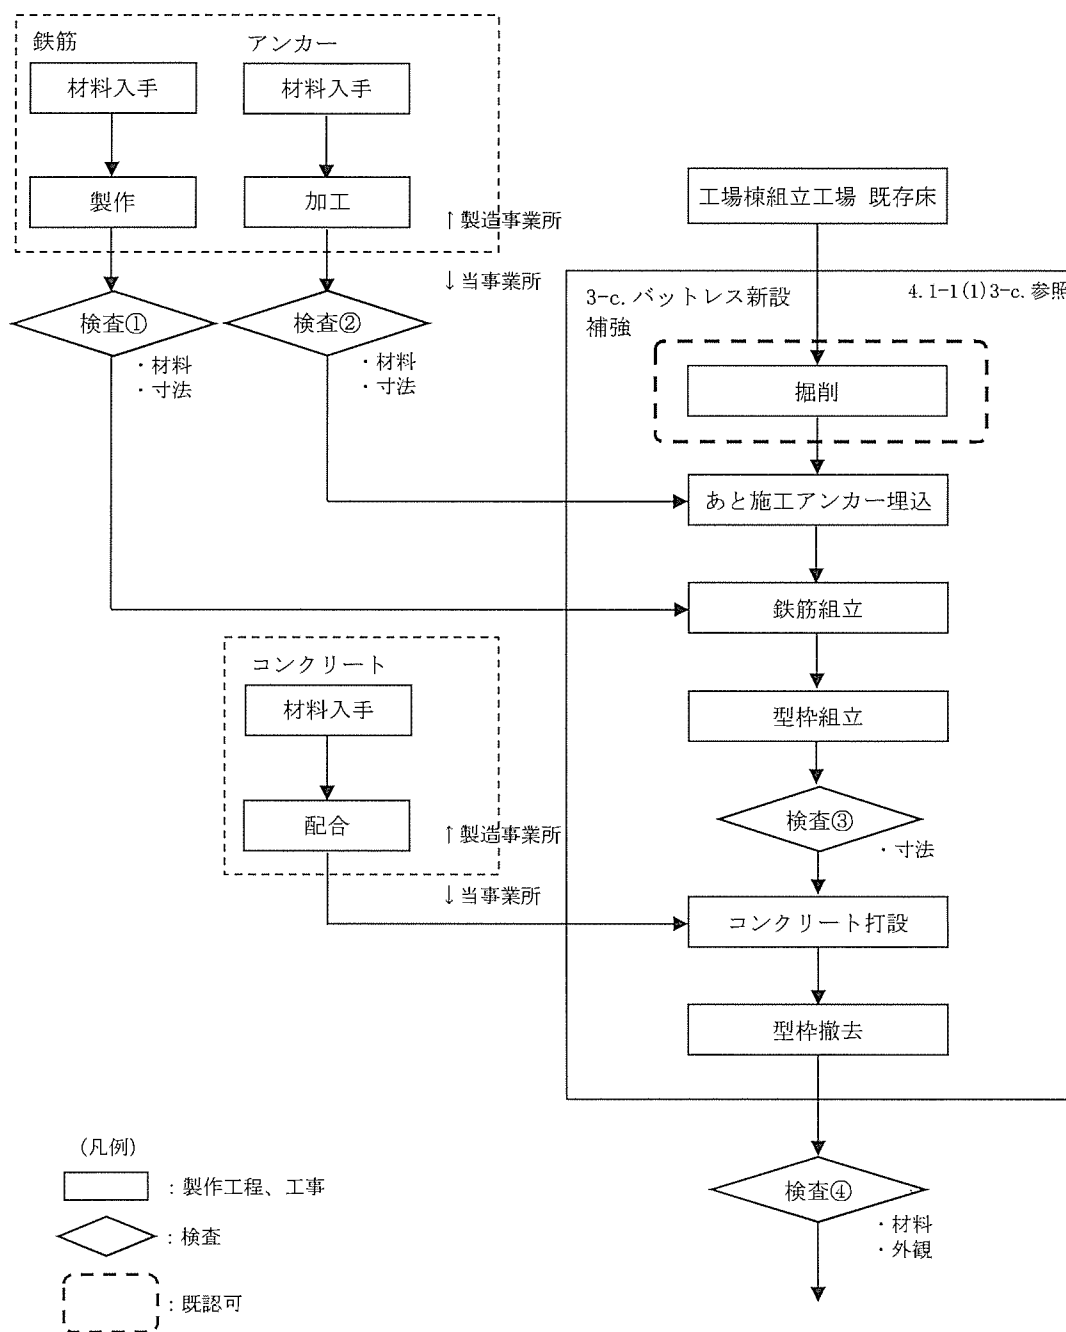 鉄筋
アンカー
材料入手
材料入手
製作
加工
↑製造事業所
↓当事業所
検査①
・材料
・寸法
検査②
・材料
・寸法
工場棟組立工場 既存床
3-c. バットレス新設
補強
4.1-1(1)3-c. 参照
掘削
あと施工アンカー埋込
鉄筋組立
コンクリート
材料入手
配合
↑製造事業所
↓当事業所
型枠組立
検査③
・寸法
コンクリート打設
型枠撤去
検査④
・材料
・外観
(凡例)
：製作工程、工事
：検査
：既認可